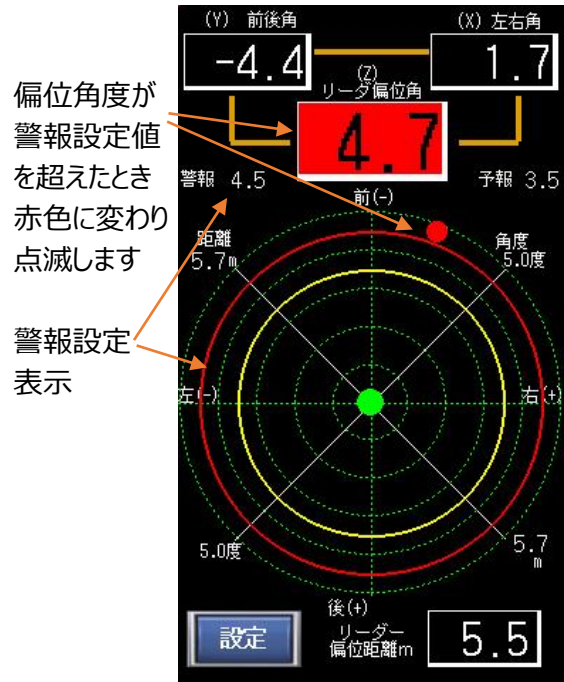 (Y) 前後角
(X) 左右角
-4.4
1.7
(Z)
リーダ偏位角
4.7
偏位角度が
警報設定値
を超えたとき
赤色に変わり
点滅します
警報 4.5
予報 3.5
前(-)
距離
5.7m
角度
5.0度
警報設定
表示
左(-)
右(+)
5.0度
5.7
m
後(+)
設定
リーダー
偏位距離m
5.5